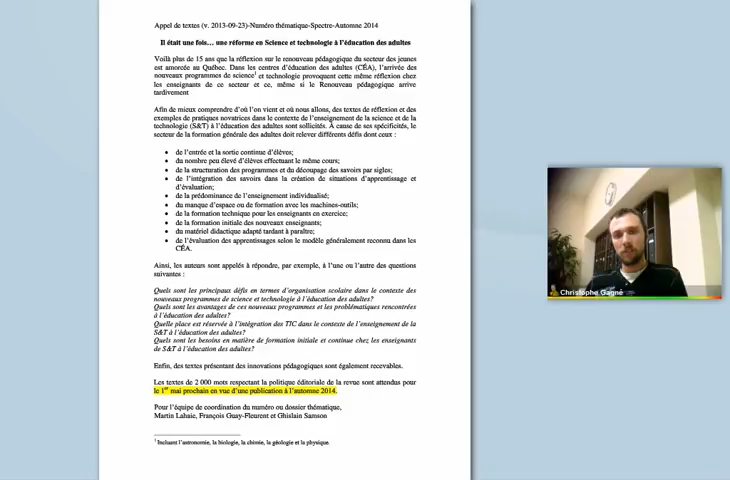 Appel de textes (v. 2013-09-23)-Numéro thématique-Spectre-Automne 2014
Il était une fois… une réforme en Science et technologie à l'éducation des adultes
Voilà plus de 15 ans que la réflexion sur le renouveau pédagogique du secteur des jeunes
est amorcée au Québec. Dans les centres d'éducation des adultes (CÉA), l'arrivée des
nouveaux programmes de science¹ et technologie provoquent cette même réflexion chez
les enseignants de ce secteur et ce, même si le Renouveau pédagogique arrive
tardivement
Afin de mieux comprendre d'où l'on vient et où nous allons, des textes de réflexion et des
exemples de pratiques novatrices dans le contexte de l'enseignement de la science et de la
technologie (S&T) à l'éducation des adultes sont sollicités. À cause de ses spécificités, le
secteur de la formation générale des adultes doit relever différents défis dont ceux :
• de l'entrée et la sortie continue d'élèves;
• du nombre peu élevé d'élèves effectuant le même cours;
• de la structuration des programmes et du découpage des savoirs par sigles;
• de l'intégration des savoirs dans la création de situations d'apprentissage et
d'évaluation;
• de la prédominance de l'enseignement individualisé;
• du manque d'espace ou de formation avec les machines-outils;
• de la formation technique pour les enseignants en exercice;
• de la formation initiale des nouveaux enseignants;
• du matériel didactique adapté tardant à paraître;
• de l'évaluation des apprentissages selon le modèle généralement reconnu dans les
CÉA.
Ainsi, les auteurs sont appelés à répondre, par exemple, à l'une ou l'autre des questions
suivantes :
Quels sont les principaux défis en termes d'organisation scolaire dans le contexte des
nouveaux programmes de science et technologie à l'éducation des adultes?
Quels sont les avantages de ces nouveaux programmes et les problématiques rencontrées
à l'éducation des adultes?
Quelle place est réservée à l'intégration des TIC dans le contexte de l'enseignement de la
S&T à l'éducation des adultes?
Quels sont les besoins en matière de formation initiale et continue chez les enseignants
de S&T à l'éducation des adultes?
Enfin, des textes présentant des innovations pédagogiques sont également recevables.
Les textes de 2 000 mots respectant la politique éditoriale de la revue sont attendus pour
le 1er mai prochain en vue d'une publication à l'automne 2014.
Pour l'équipe de coordination du numéro ou dossier thématique,
Martin Lahaie, François Guay-Fleurent et Ghislain Samson
¹ Incluant l'astronomie, la biologie, la chimie, la géologie et la physique
Christophe Gagné